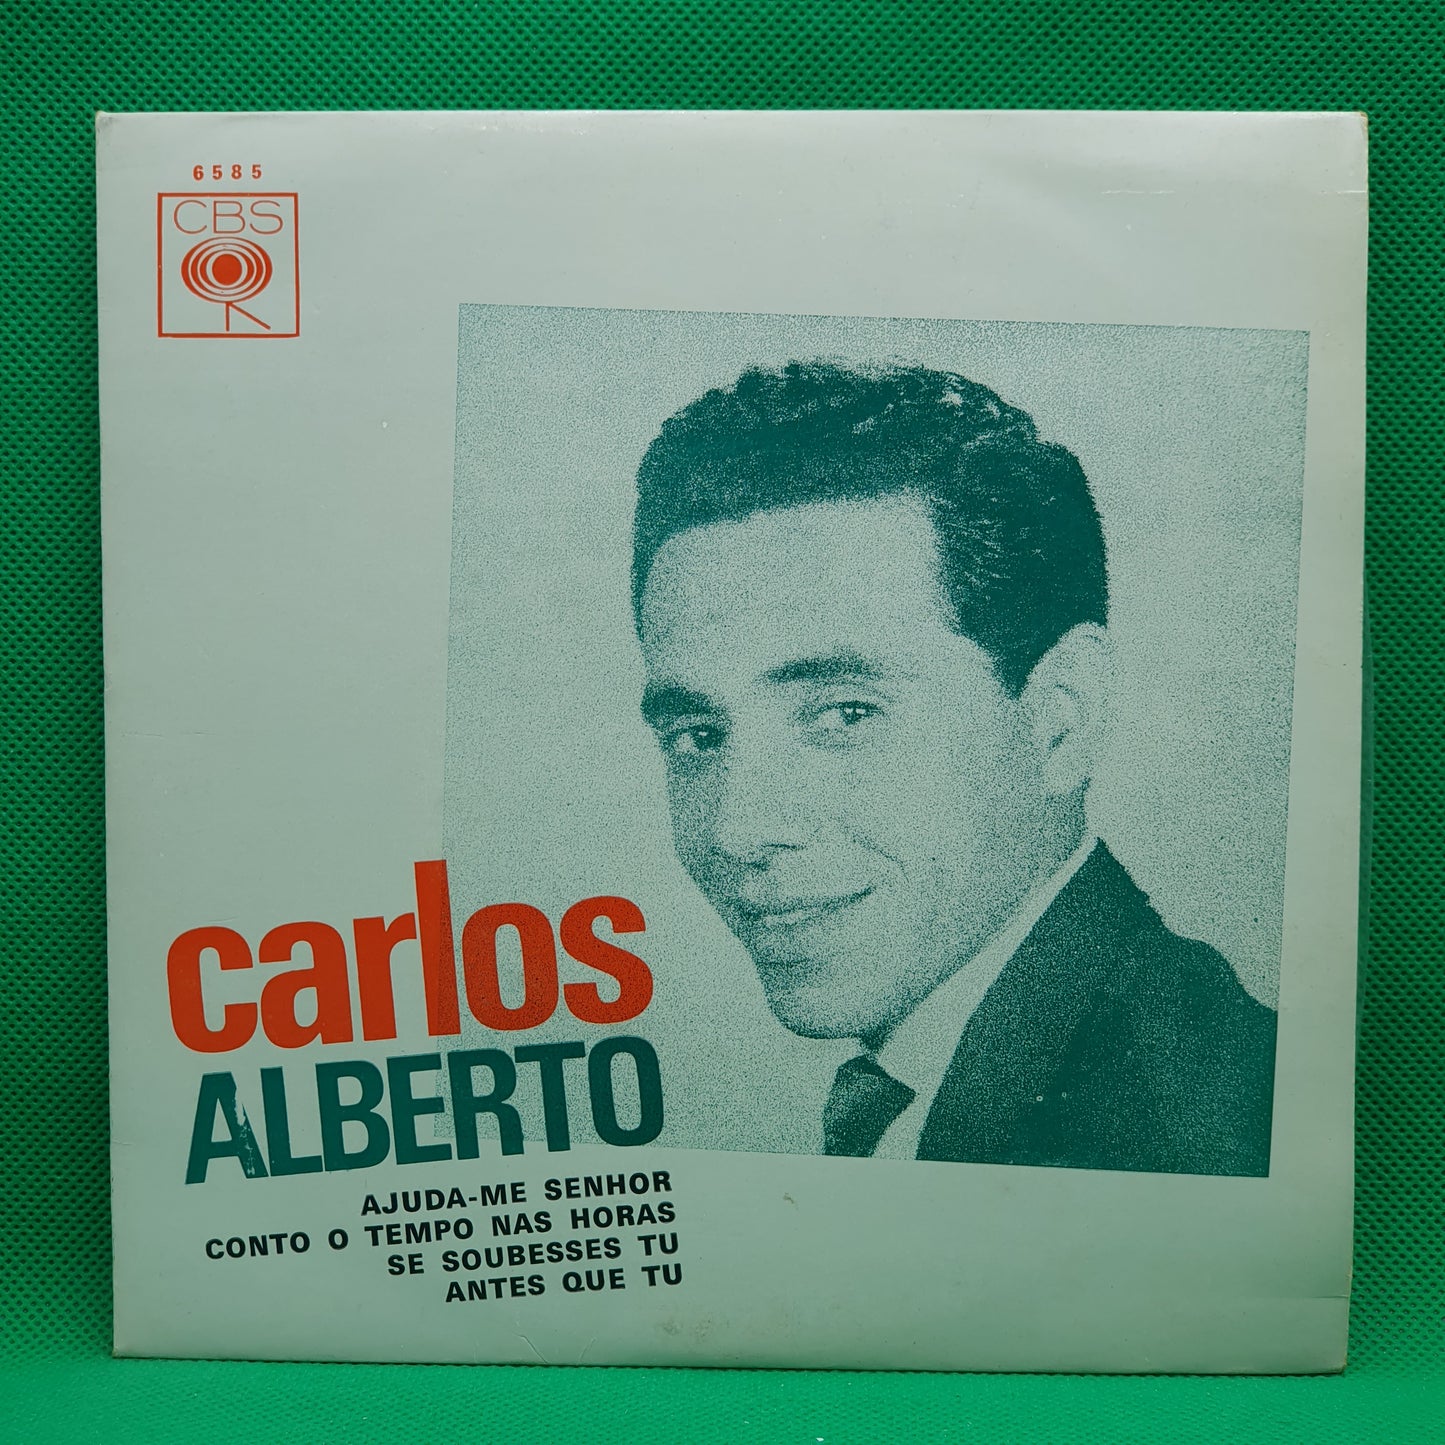 6585
CBS
carlos
ALBERTO
AJUDA-ME SENHOR
CONTO O TEMPO NAS HORAS
SE SOUBESSES TU
ANTES QUE TU